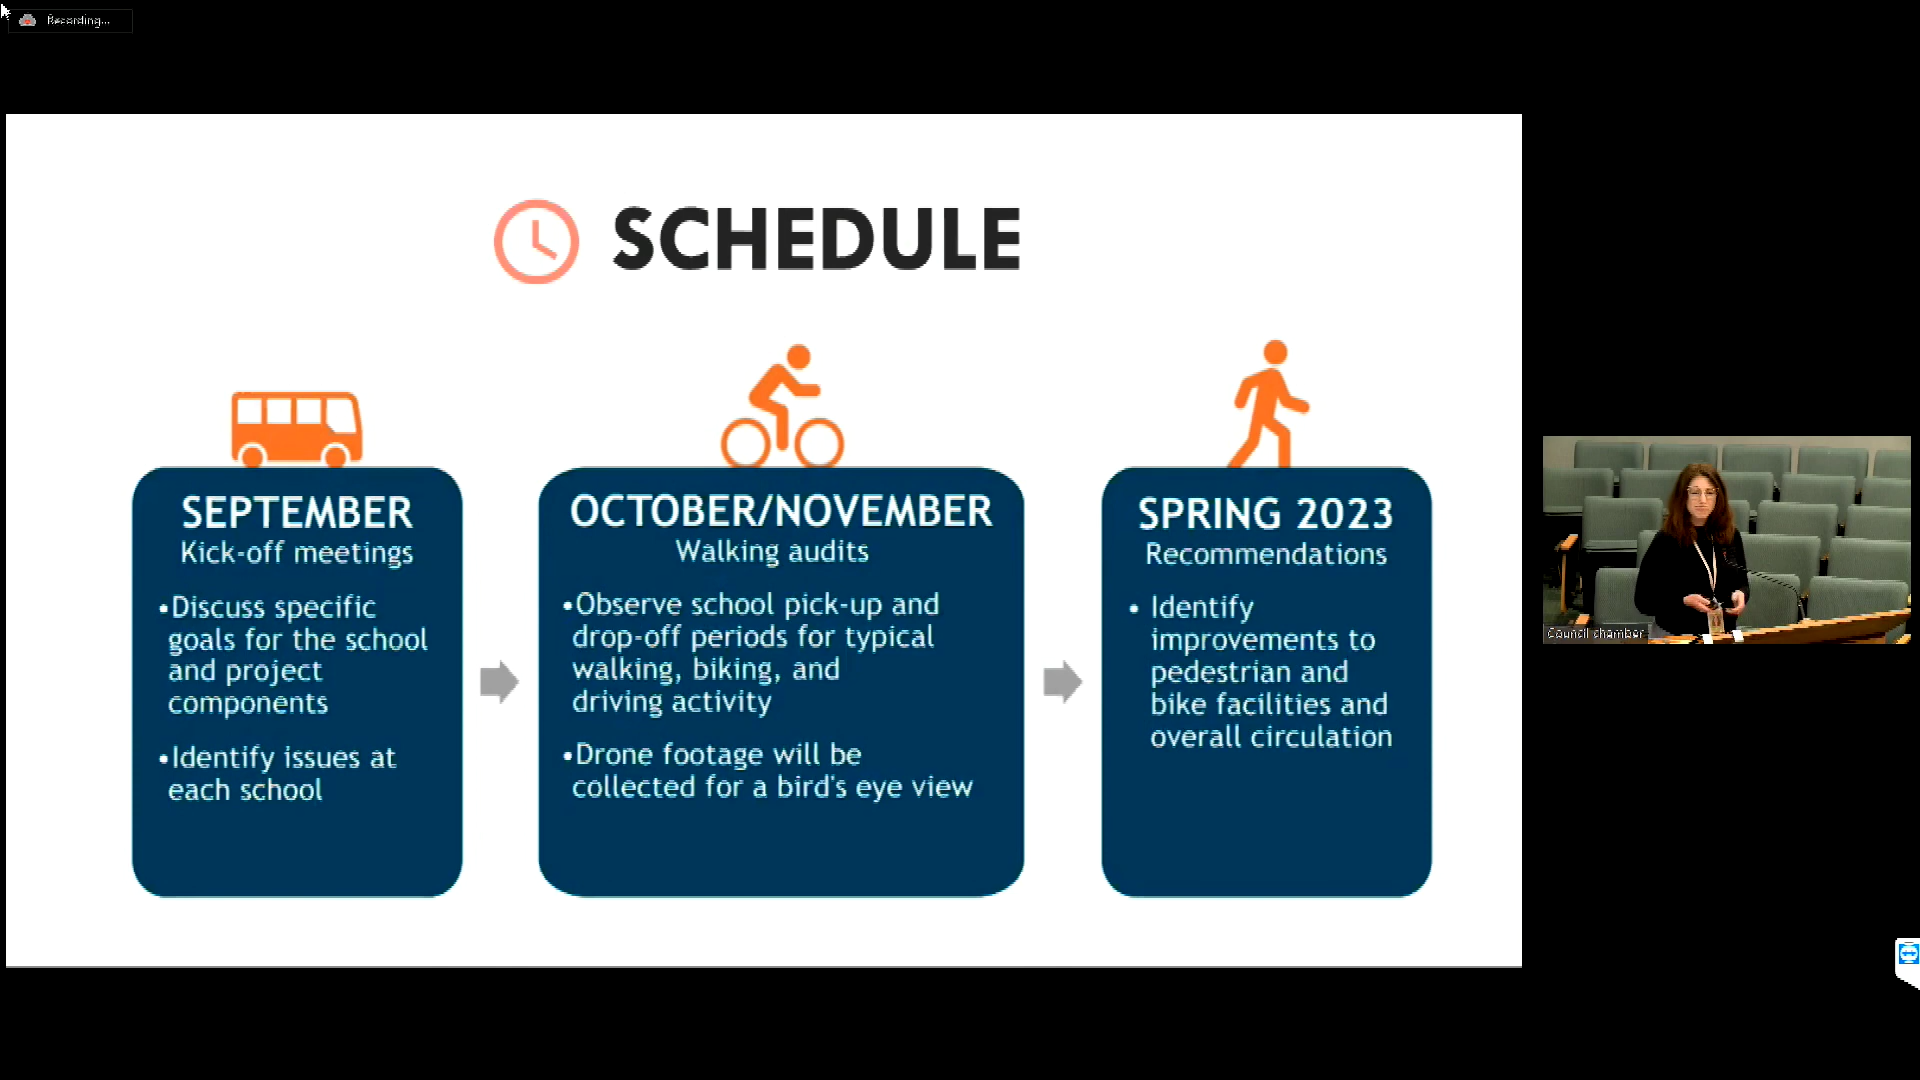 Recording...
SCHEDULE
SEPTEMBER
Kick-off meetings
•Discuss specific
goals for the school
and project
components
•Identify issues at
each school
OCTOBER/NOVEMBER
Walking audits
•Observe school pick-up and
drop-off periods for typical
walking, biking, and
driving activity
•Drone footage will be
collected for a bird's eye view
SPRING 2023
Recommendations
• Identify
improvements to
pedestrian and
bike facilities and
overall circulation
Council chamber